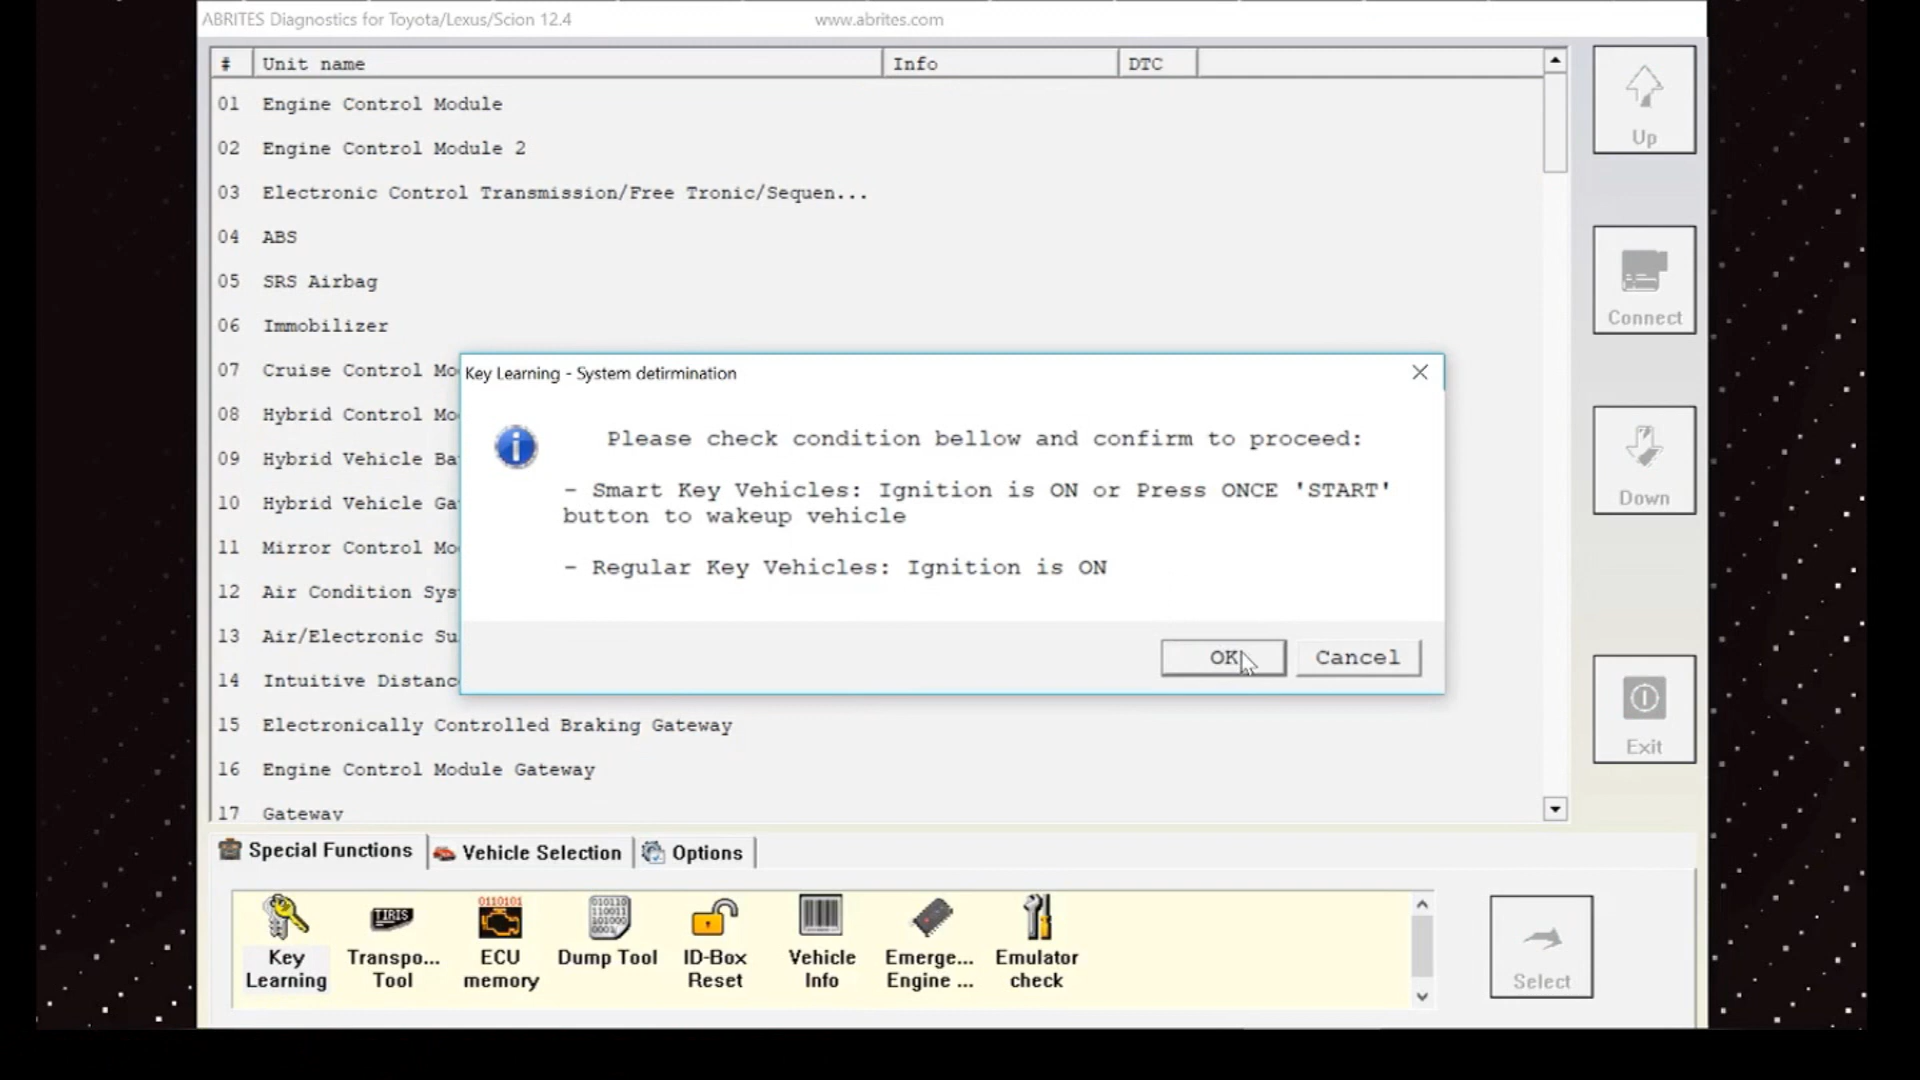 ABRITES Diagnostics for Toyota/Lexus/Scion 12.4 www.abrites.com
# Unit name Info DTC
01 Engine Control Module
02 Engine Control Module 2
03 Electronic Control Transmission/Free Tronic/Sequen...
04 ABS
05 SRS Airbag
06 Immobilizer
07 Cruise Control Mo
08 Hybrid Control Mo
09 Hybrid Vehicle Ba
10 Hybrid Vehicle Ga
11 Mirror Control Mo
12 Air Condition Sys
13 Air/Electronic Su
14 Intuitive Distanc
15 Electronically Controlled Braking Gateway
16 Engine Control Module Gateway
17 Gateway
Up
Connect
Down
Exit
Key Learning - System detirmination
Please check condition bellow and confirm to proceed:
- Smart Key Vehicles: Ignition is ON or Press ONCE 'START'
button to wakeup vehicle
- Regular Key Vehicles: Ignition is ON
OK Cancel
Special Functions Vehicle Selection Options
Key
Learning
TIRIS
Transpo...
Tool
0110101
ECU
memory
Dump Tool
ID-Box
Reset
Vehicle
Info
Emerge...
Engine ...
Emulator
check
Select